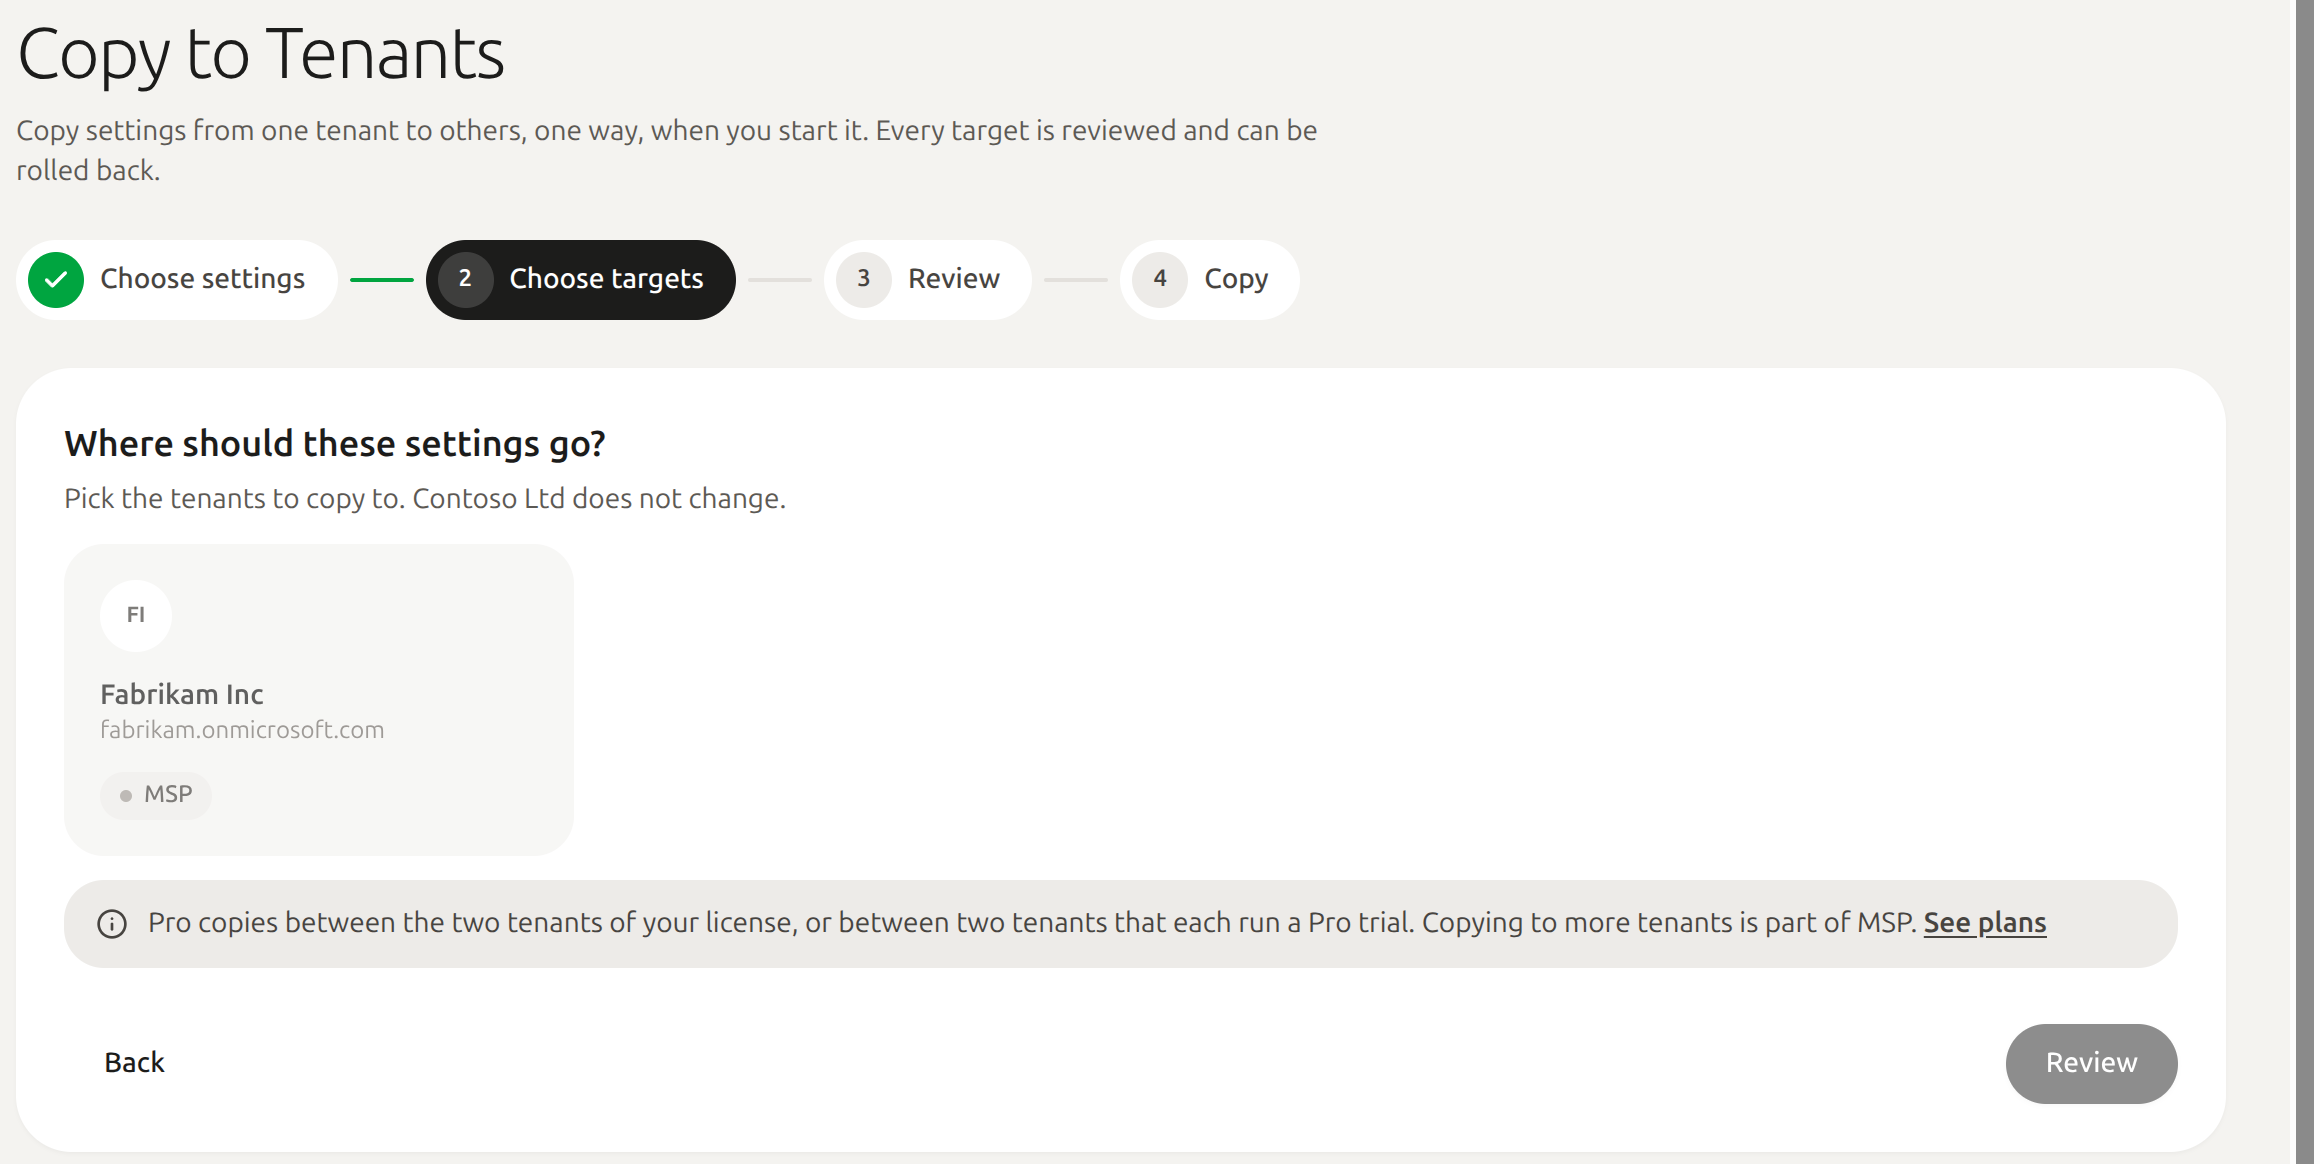 Copy to Tenants
Copy settings from one tenant to others, one way, when you start it. Every target is reviewed and can be
rolled back.
Choose settings
2 Choose targets
3 Review
4 Copy
Where should these settings go?
Pick the tenants to copy to. Contoso Ltd does not change.
FI
Fabrikam Inc
fabrikam.onmicrosoft.com
MSP
Pro copies between the two tenants of your license, or between two tenants that each run a Pro trial. Copying to more tenants is part of MSP. See plans
Back
Review